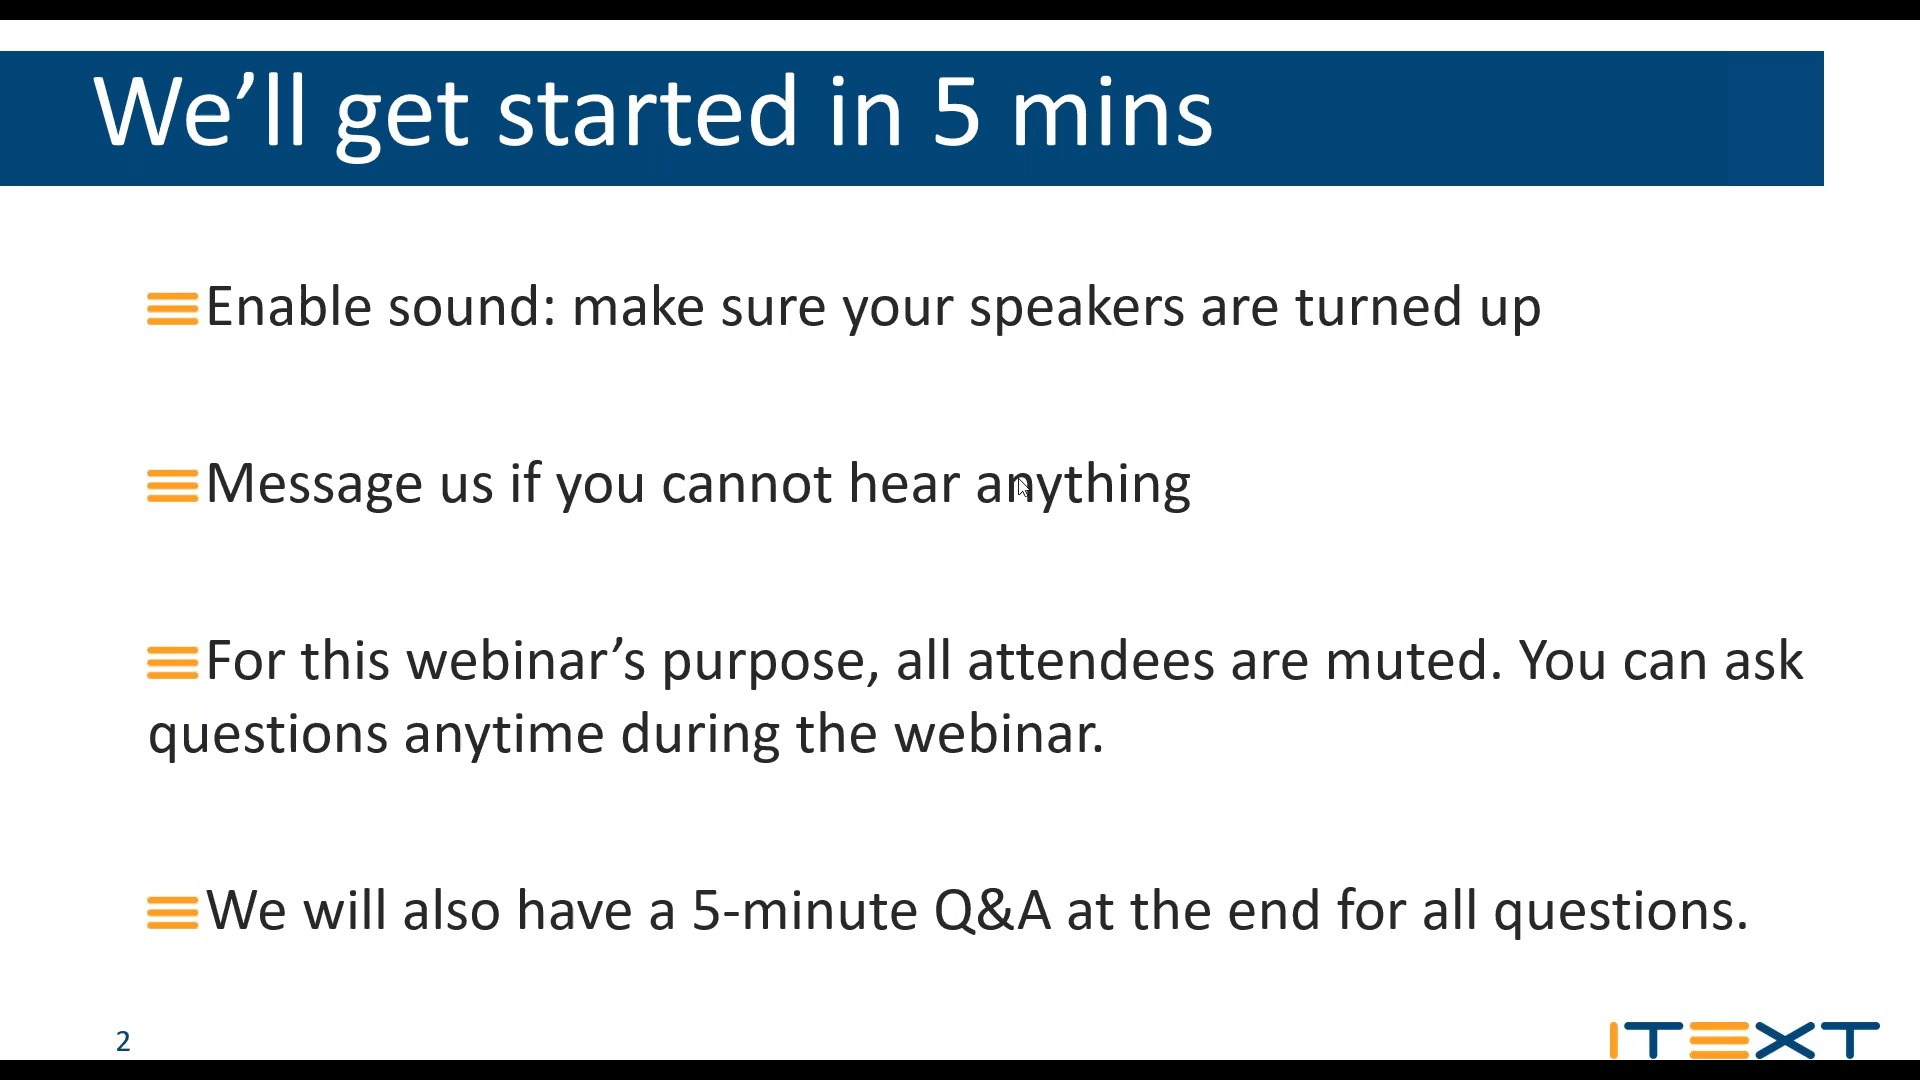 We’ll get started in 5 mins
Enable sound: make sure your speakers are turned up
Message us if you cannot hear anything
For this webinar’s purpose, all attendees are muted. You can ask
questions anytime during the webinar.
We will also have a 5-minute Q&A at the end for all questions.
2
ITEXT